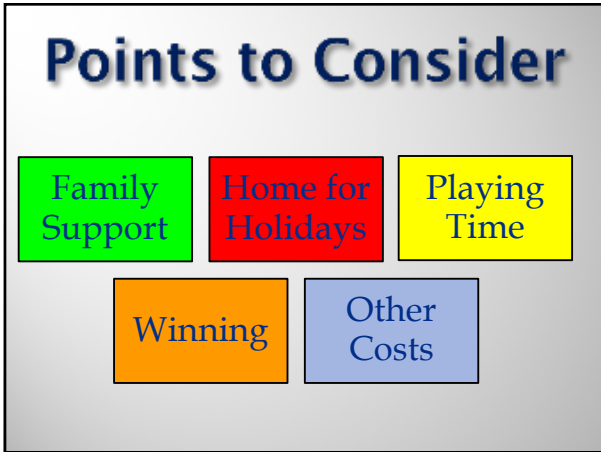 Points to Consider
Family
Support
Home for
Holidays
Playing
Time
Winning
Other
Costs